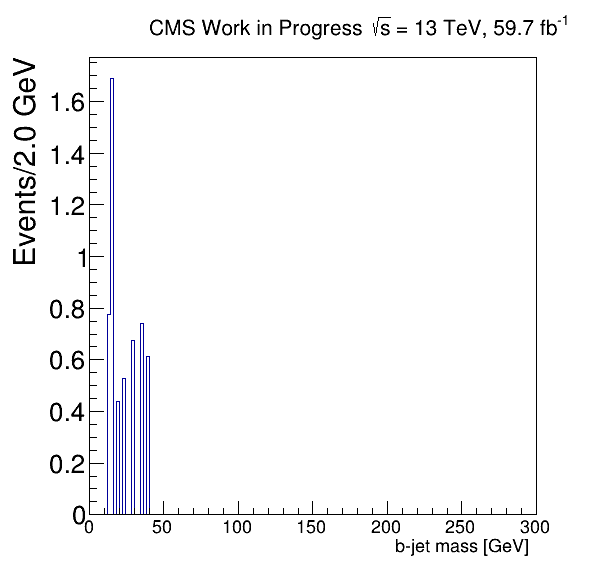 CMS Work in Progress √s = 13 TeV, 59.7 fb⁻¹
Events/2.0 GeV
1.6
1.4
1.2
1
0.8
0.6
0.4
0.2
0
0 50 100 150 200 250 300
b-jet mass [GeV]